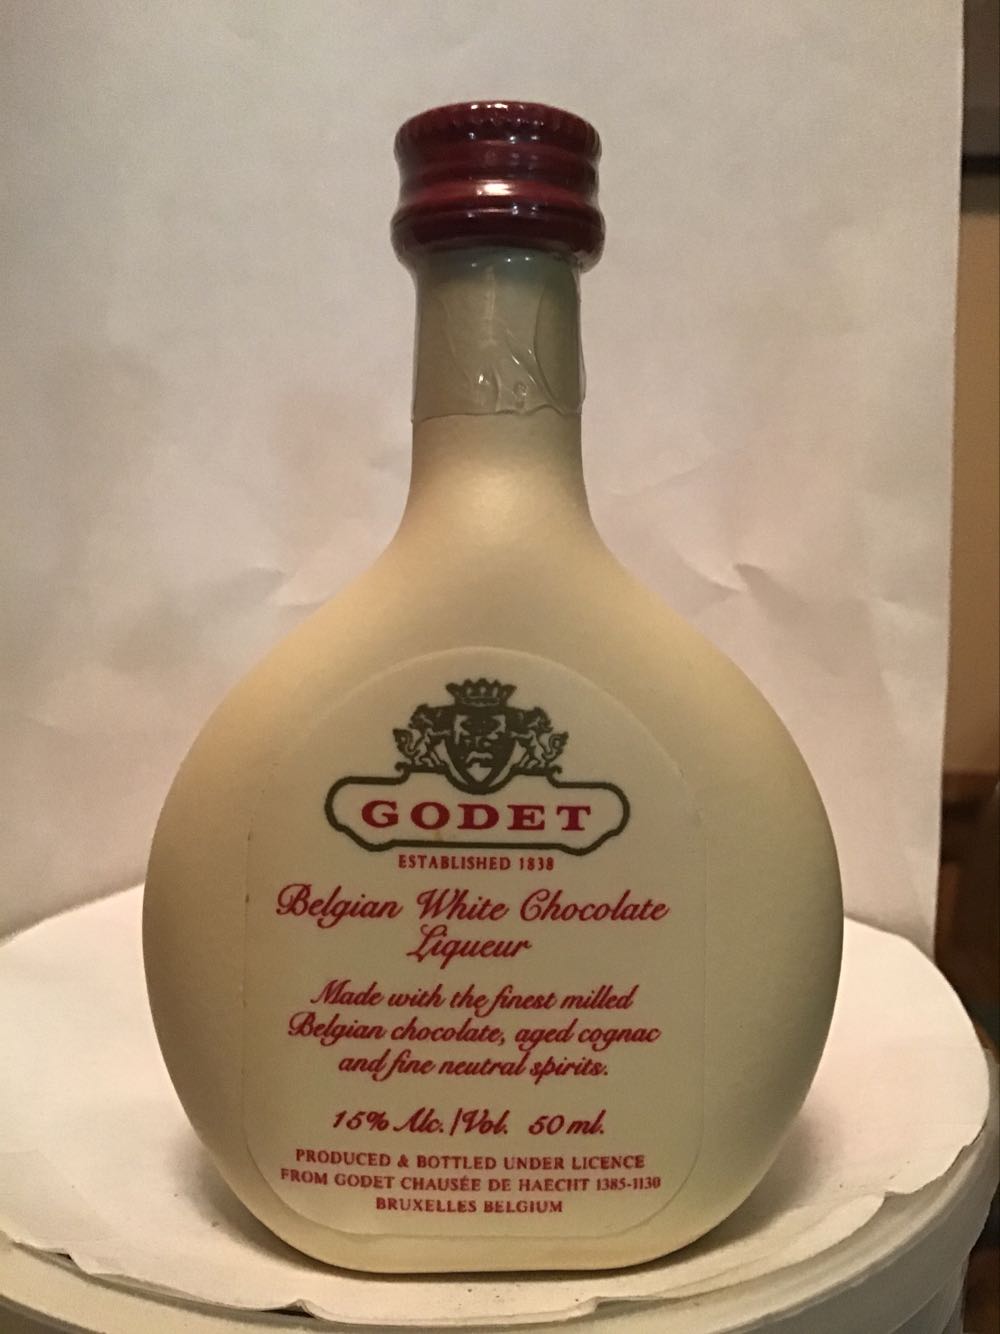 GODET
ESTABLISHED 1838
Belgian White Chocolate
Liqueur
Made with the finest milled
Belgian chocolate, aged cognac
and fine neutral spirits.
15% Alc./Vol. 50 ml.
PRODUCED & BOTTLED UNDER LICENCE
FROM GODET CHAUSÉE DE HAECHT 1385-1130
BRUXELLES BELGIUM